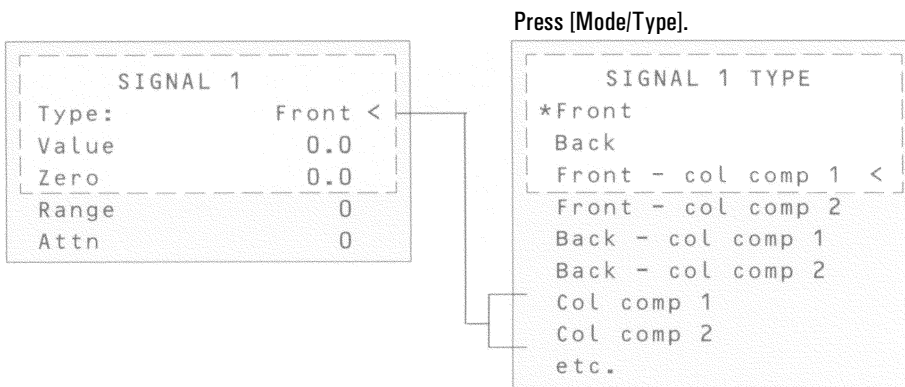 Press [Mode/Type].
SIGNAL 1
Type: Front <
Value 0.0
Zero 0.0
Range 0
Attn 0
SIGNAL 1 TYPE
*Front
Back
Front - col comp 1 <
Front - col comp 2
Back - col comp 1
Back - col comp 2
Col comp 1
Col comp 2
etc.